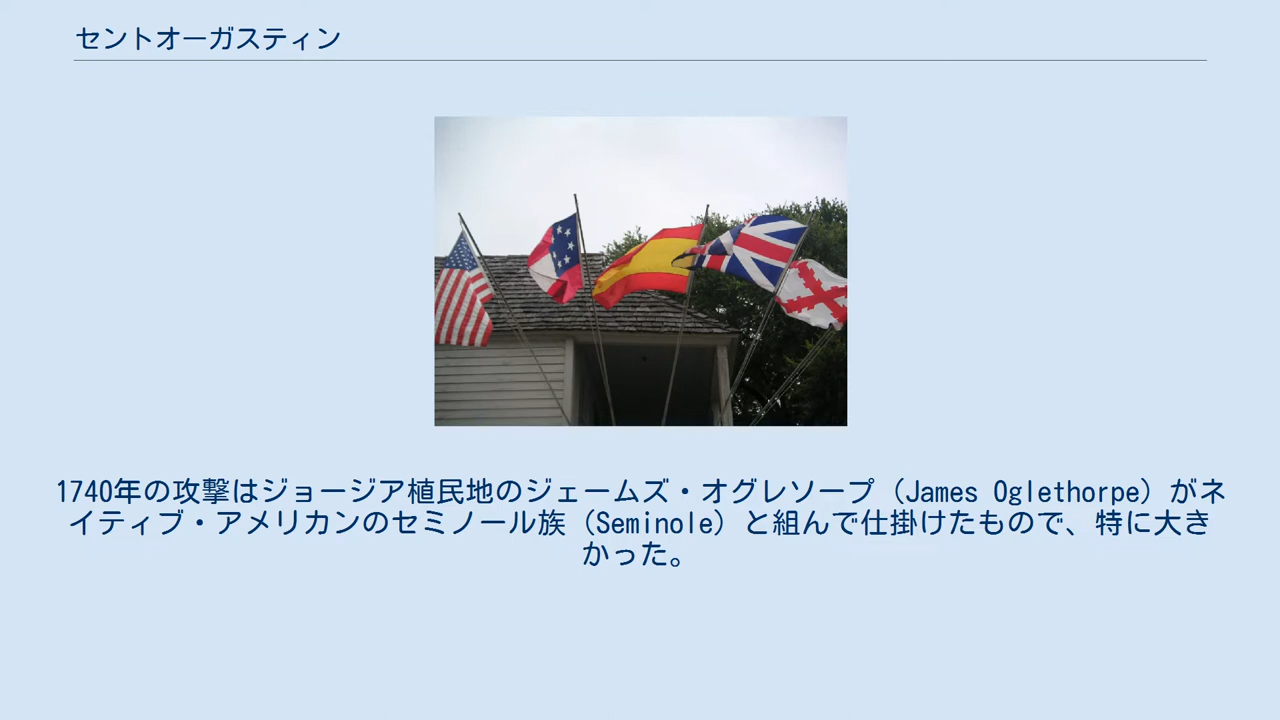 セントオーガスティン
1740年の攻撃はジョージア植民地のジェームズ・オグレソープ（James Oglethorpe）がネ
イティブ・アメリカンのセミノール族（Seminole）と組んで仕掛けたもので、特に大き
かった。